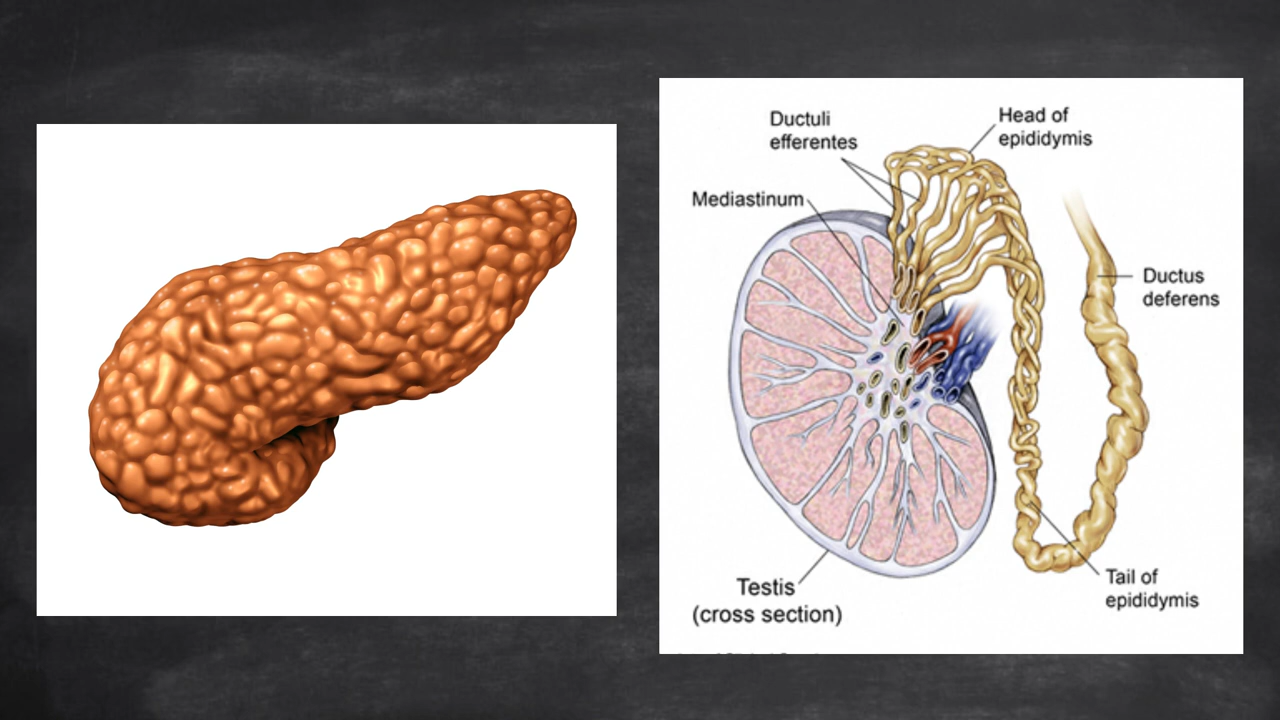 Ductuli
efferentes
Head of
epididymis
Mediastinum
Ductus
deferens
Testis
(cross section)
Tail of
epididymis